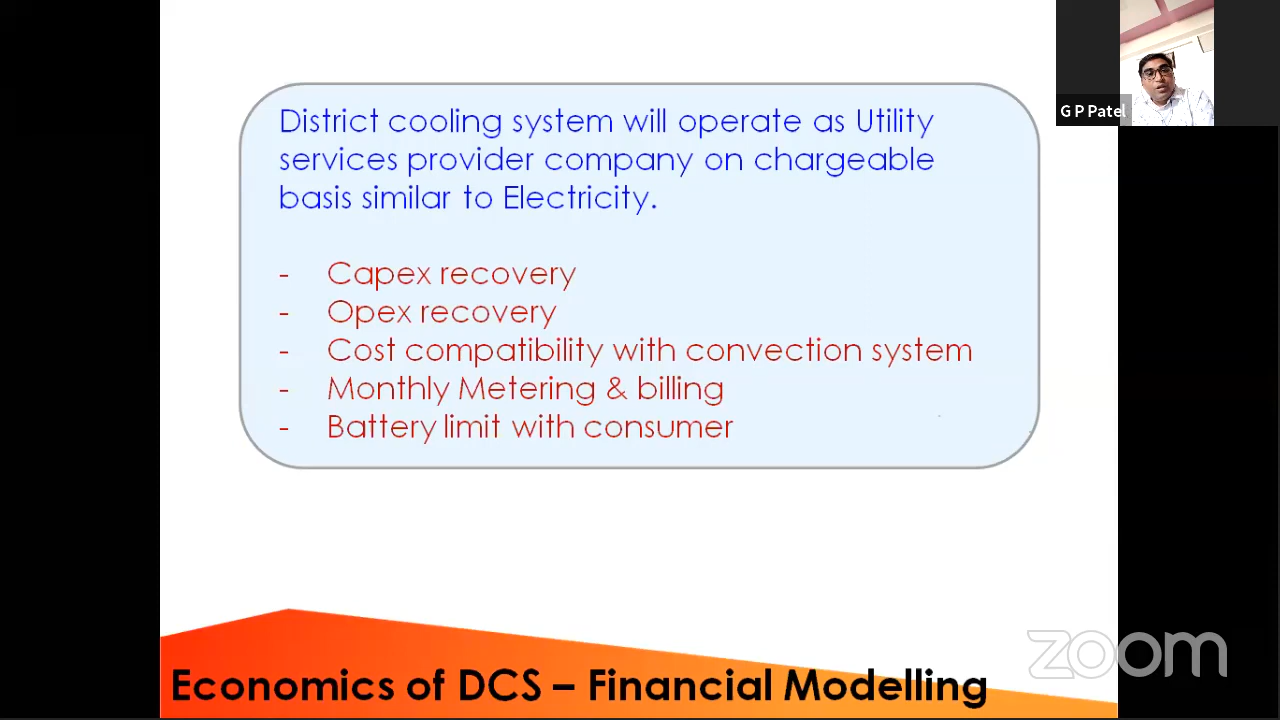 District cooling system will operate as Utility
services provider company on chargeable
basis similar to Electricity.
- Capex recovery
- Opex recovery
- Cost compatibility with convection system
- Monthly Metering & billing
- Battery limit with consumer
G P Patel
zoom
Economics of DCS – Financial Modelling